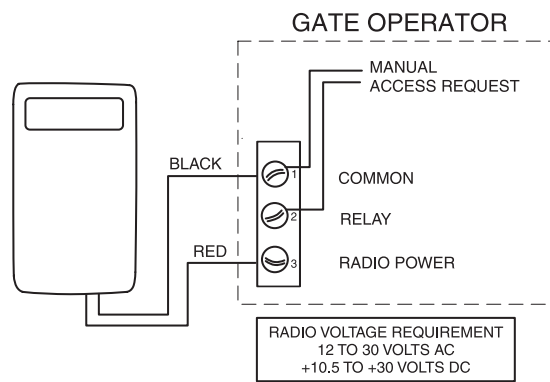 GATE OPERATOR
MANUAL
ACCESS REQUEST
BLACK
1
COMMON
2
RELAY
RED
3
RADIO POWER
RADIO VOLTAGE REQUIREMENT
12 TO 30 VOLTS AC
+10.5 TO +30 VOLTS DC